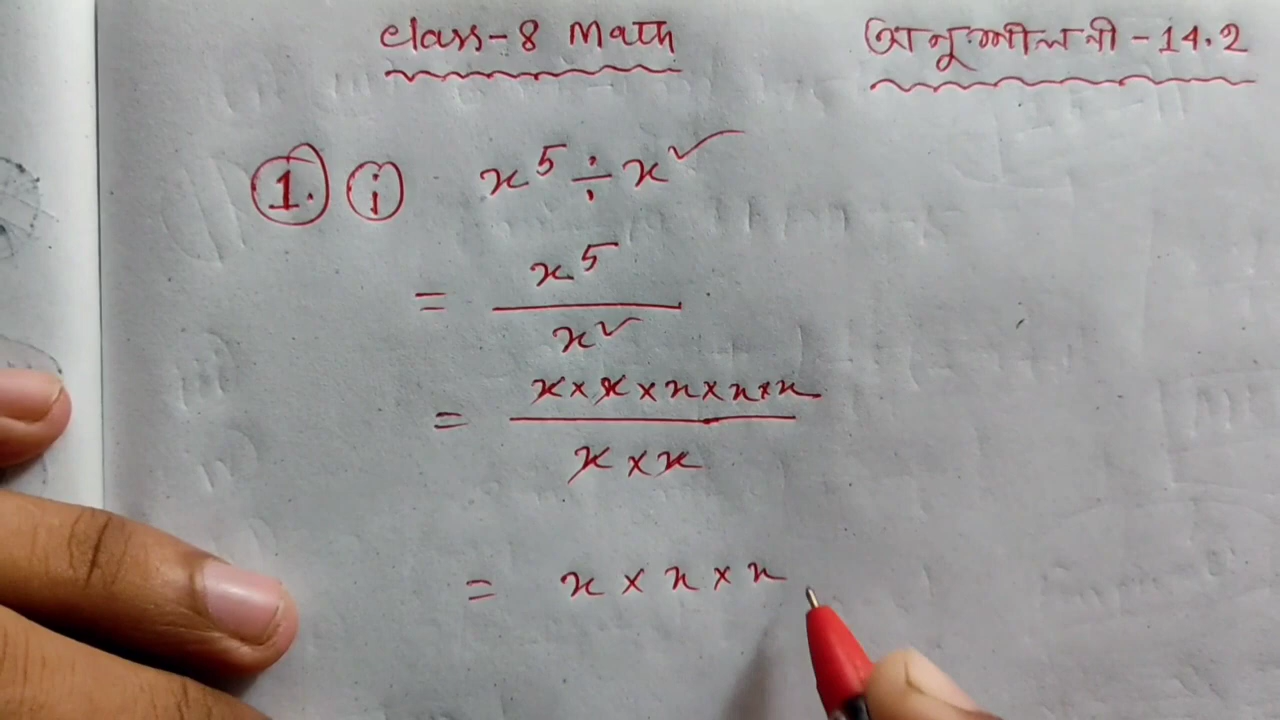 class-8 Math অনুশীলনী-14.2
1. i x⁵ ÷ x²
= x⁵ / x²
= x × x × x × x × x / x × x
= x × x × x